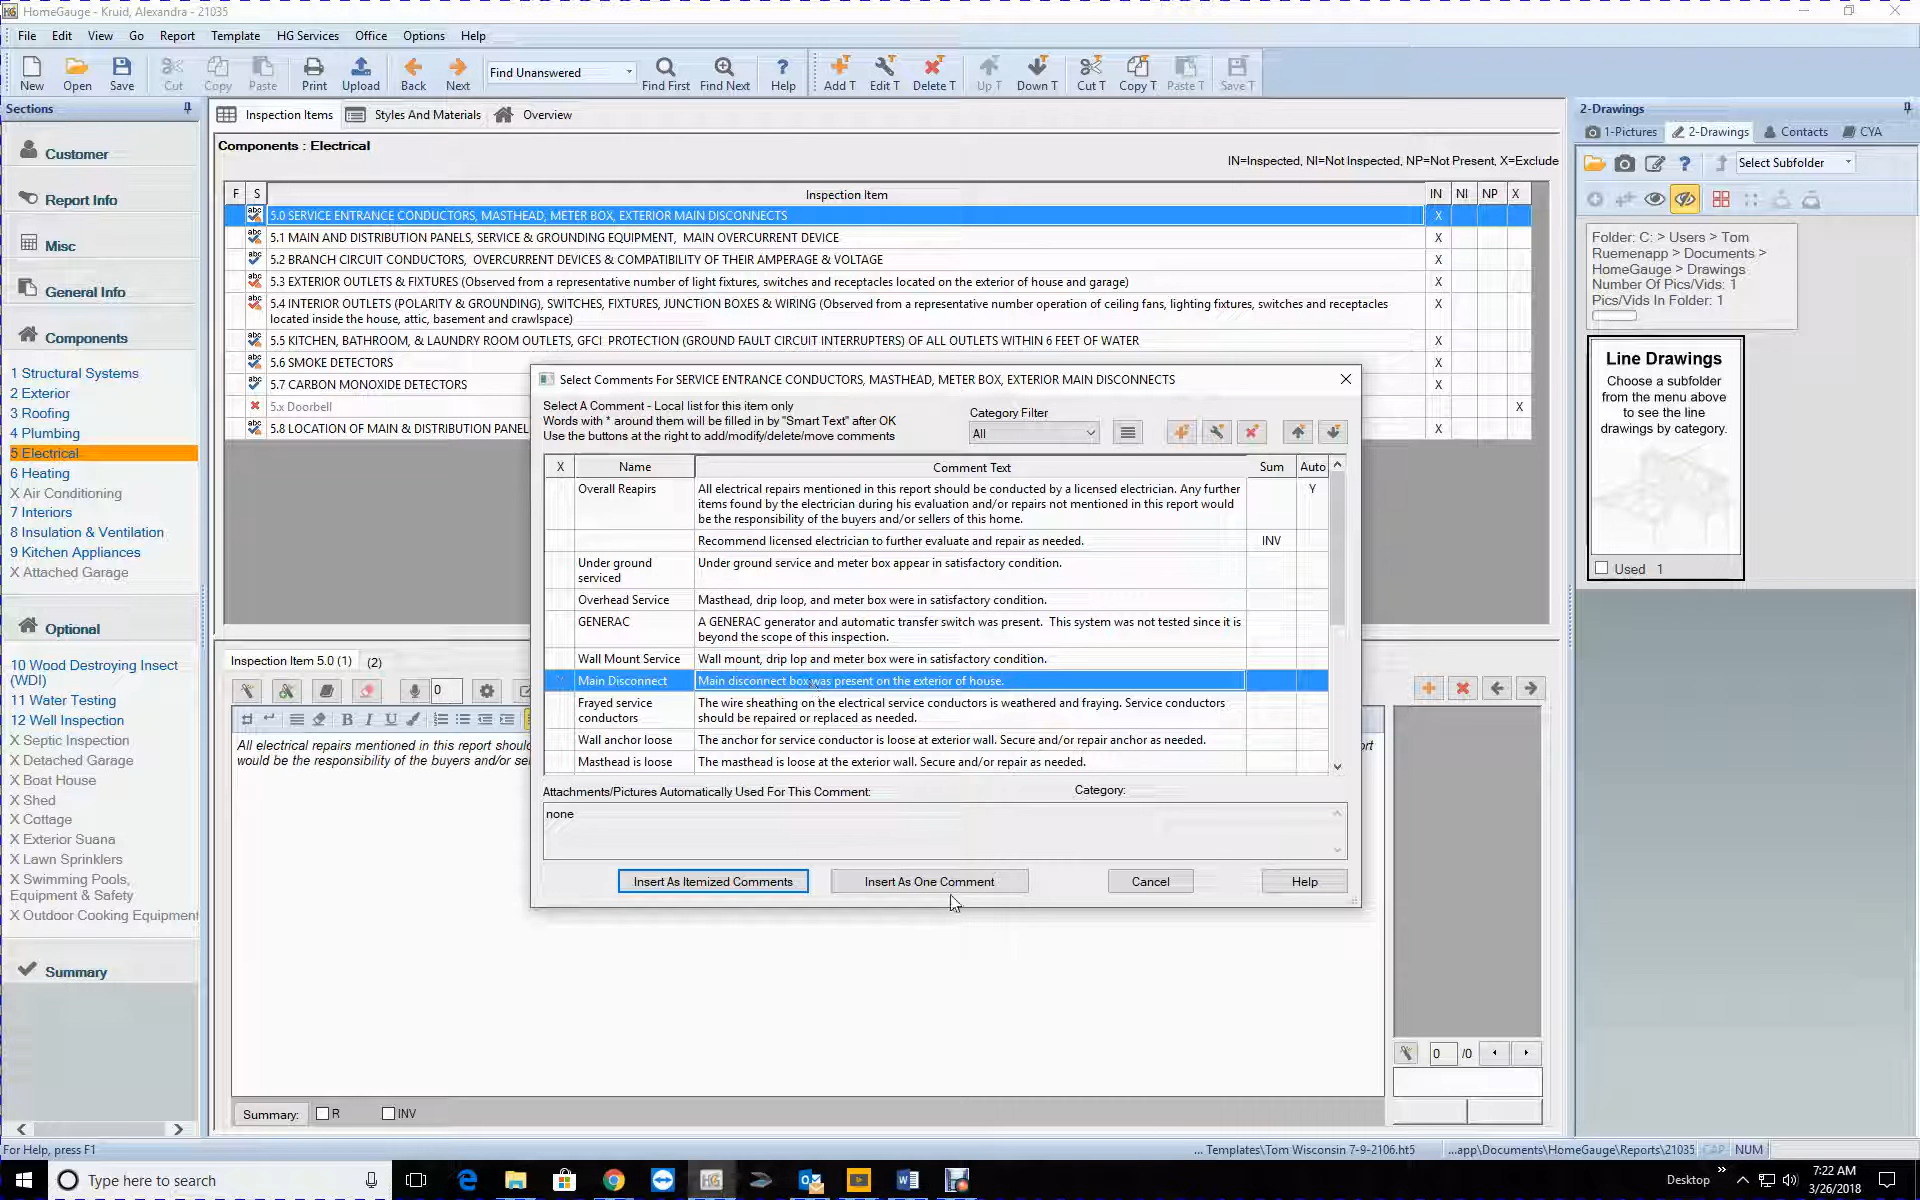 HomeGauge - Kruid, Alexandra - 21035
File Edit View Go Report Template HG Services Office Options Help
New Open Save Cut Copy Paste Print Upload Back Next Find Unanswered Find First Find Next Help Add T Edit T Delete T Up T Down T Cut T Copy T Paste T Save T
Sections
Customer
Report Info
Misc
General Info
Components
1 Structural Systems
2 Exterior
3 Roofing
4 Plumbing
5 Electrical
6 Heating
X Air Conditioning
7 Interiors
8 Insulation & Ventilation
9 Kitchen Appliances
X Attached Garage
Optional
10 Wood Destroying Insect
(WDI)
11 Water Testing
12 Well Inspection
X Septic Inspection
X Detached Garage
X Boat House
X Shed
X Cottage
X Exterior Suana
X Lawn Sprinklers
X Swimming Pools,
Equipment & Safety
X Outdoor Cooking Equipment
Summary
Inspection Items Styles And Materials Overview
Components : Electrical
IN=Inspected, NI=Not Inspected, NP=Not Present, X=Exclude
F S Inspection Item IN NI NP X
abc 5.0 SERVICE ENTRANCE CONDUCTORS, MASTHEAD, METER BOX, EXTERIOR MAIN DISCONNECTS X
abc 5.1 MAIN AND DISTRIBUTION PANELS, SERVICE & GROUNDING EQUIPMENT, MAIN OVERCURRENT DEVICE X
abc 5.2 BRANCH CIRCUIT CONDUCTORS, OVERCURRENT DEVICES & COMPATIBILITY OF THEIR AMPERAGE & VOLTAGE X
abc 5.3 EXTERIOR OUTLETS & FIXTURES (Observed from a representative number of light fixtures, switches and receptacles located on the exterior of house and garage) X
abc 5.4 INTERIOR OUTLETS (POLARITY & GROUNDING), SWITCHES, FIXTURES, JUNCTION BOXES & WIRING (Observed from a representative number operation of ceiling fans, lighting fixtures, switches and receptacles X
located inside the house, attic, basement and crawlspace)
abc 5.5 KITCHEN, BATHROOM, & LAUNDRY ROOM OUTLETS, GFCI PROTECTION (GROUND FAULT CIRCUIT INTERRUPTERS) OF ALL OUTLETS WITHIN 6 FEET OF WATER X
abc 5.6 SMOKE DETECTORS X
abc 5.7 CARBON MONOXIDE DETECTORS X
5.x Doorbell X
abc 5.8 LOCATION OF MAIN & DISTRIBUTION PANEL X
Select Comments For SERVICE ENTRANCE CONDUCTORS, MASTHEAD, METER BOX, EXTERIOR MAIN DISCONNECTS
Select A Comment - Local list for this item only
Words with * around them will be filled in by "Smart Text" after OK
Use the buttons at the right to add/modify/delete/move comments
Category Filter
All
X Name Comment Text Sum Auto
Overall Reapirs All electrical repairs mentioned in this report should be conducted by a licensed electrician. Any further Y
items found by the electrician during his evaluation and/or repairs not mentioned in this report would
be the responsibility of the buyers and/or sellers of this home.
Recommend licensed electrician to further evaluate and repair as needed. INV
Under ground Under ground service and meter box appear in satisfactory condition.
serviced
Overhead Service Masthead, drip loop, and meter box were in satisfactory condition.
GENERAC A GENERAC generator and automatic transfer switch was present. This system was not tested since it is
beyond the scope of this inspection.
Wall Mount Service Wall mount, drip lop and meter box were in satisfactory condition.
Main Disconnect Main disconnect box was present on the exterior of house.
Frayed service The wire sheathing on the electrical service conductors is weathered and fraying. Service conductors
conductors should be repaired or replaced as needed.
Wall anchor loose The anchor for service conductor is loose at exterior wall. Secure and/or repair anchor as needed.
Masthead is loose The masthead is loose at the exterior wall. Secure and/or repair as needed.
Attachments/Pictures Automatically Used For This Comment: Category:
none
Insert As Itemized Comments Insert As One Comment Cancel Help
Inspection Item 5.0 (1) (2)
0
B I U
All electrical repairs mentioned in this report shoul ort
would be the responsibility of the buyers and/or se
0 /0
Summary: R INV
2-Drawings
1-Pictures 2-Drawings Contacts CYA
Select Subfolder
Folder: C: > Users > Tom
Ruemenapp > Documents >
HomeGauge > Drawings
Number Of Pics/Vids: 1
Pics/Vids In Folder: 1
Line Drawings
Choose a subfolder
from the menu above
to see the line
drawings by category.
Used 1
For Help, press F1
... Templates\Tom Wisconsin 7-9-2106.ht5 ...app\Documents\HomeGauge\Reports\21035 CAP NUM
Type here to search
Desktop
7:22 AM
3/26/2018